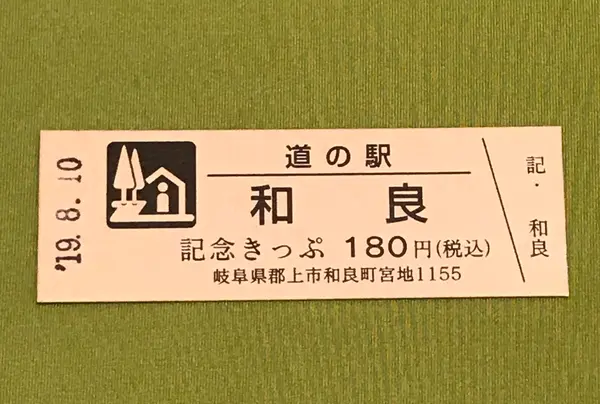 '19.8.10
道の駅
和良
記念きっぷ 180円(税込)
岐阜県郡上市和良町宮地1155
記・和良